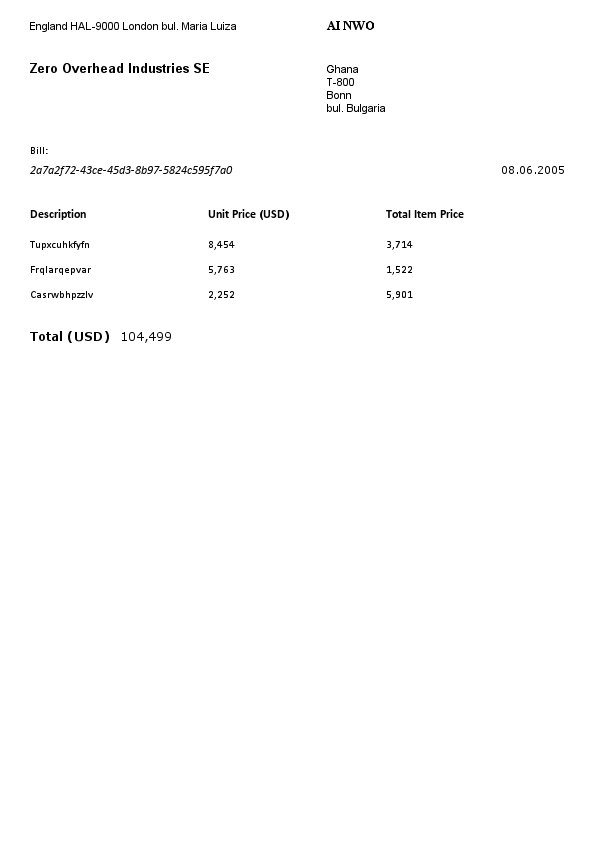 England HAL-9000 London bul. Maria Luiza
AI NWO
Zero Overhead Industries SE
Ghana
T-800
Bonn
bul. Bulgaria
Bill:
2a7a2f72-43ce-45d3-8b97-5824c595f7a0 08.06.2005
Description Unit Price (USD) Total Item Price
Tupxcuhkfyfn 8,454 3,714
Frqlarqepvar 5,763 1,522
Casrwbhpzzlv 2,252 5,901
Total (USD) 104,499